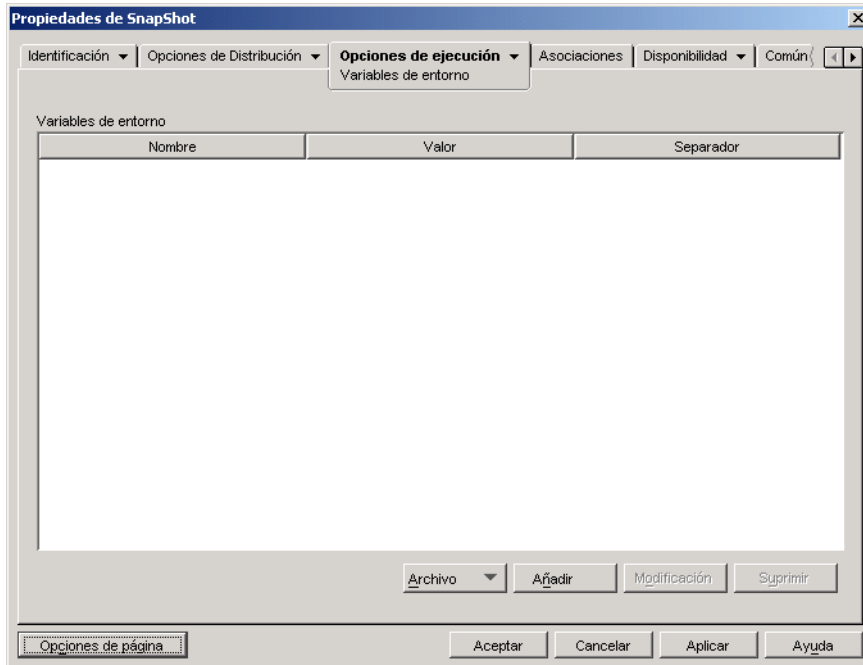 Propiedades de SnapShot
Identificación Opciones de Distribución Opciones de ejecución Asociaciones Disponibilidad Común
Variables de entorno
Variables de entorno
Nombre Valor Separador
Archivo Añadir Modificación Suprimir
Opciones de página Aceptar Cancelar Aplicar Ayuda